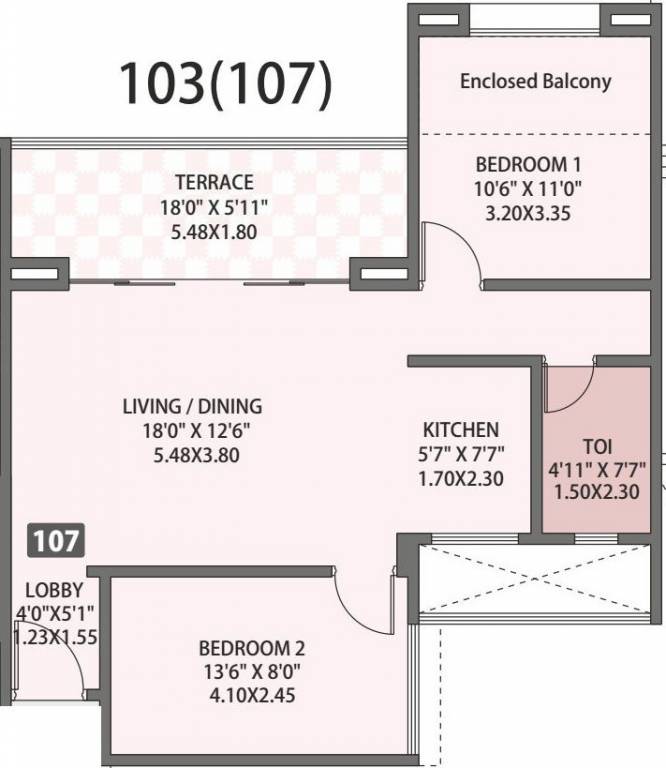 103(107)
Enclosed Balcony
BEDROOM 1
10'6" X 11'0"
3.20X3.35
TERRACE
18'0" X 5'11"
5.48X1.80
LIVING / DINING
18'0" X 12'6"
5.48X3.80
KITCHEN
5'7" X 7'7"
1.70X2.30
TOI
4'11" X 7'7"
1.50X2.30
107
LOBBY
4'0"X5'1"
1.23X1.55
BEDROOM 2
13'6" X 8'0"
4.10X2.45